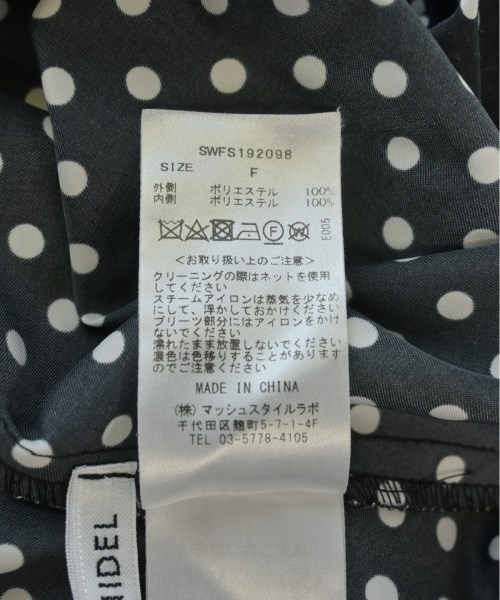 SWFS192098
SIZE F
外側 ポリエステル 100%
内側 ポリエステル 100%
F W E005
<お取り扱い上のご注意>
クリーニングの際はネットを使用
してください
スチームアイロンは蒸気を少なめ
にして、浮かしておかけください
プリーツ部分にはアイロンをかけ
ないでください
濡れたまま放置しないでください
濃色は色移りすることがあります
のでご注意ください
MADE IN CHINA
(株) マッシュスタイルラボ
千代田区麹町5-7-1-4F
TEL 03-5778-4105
IIDEL